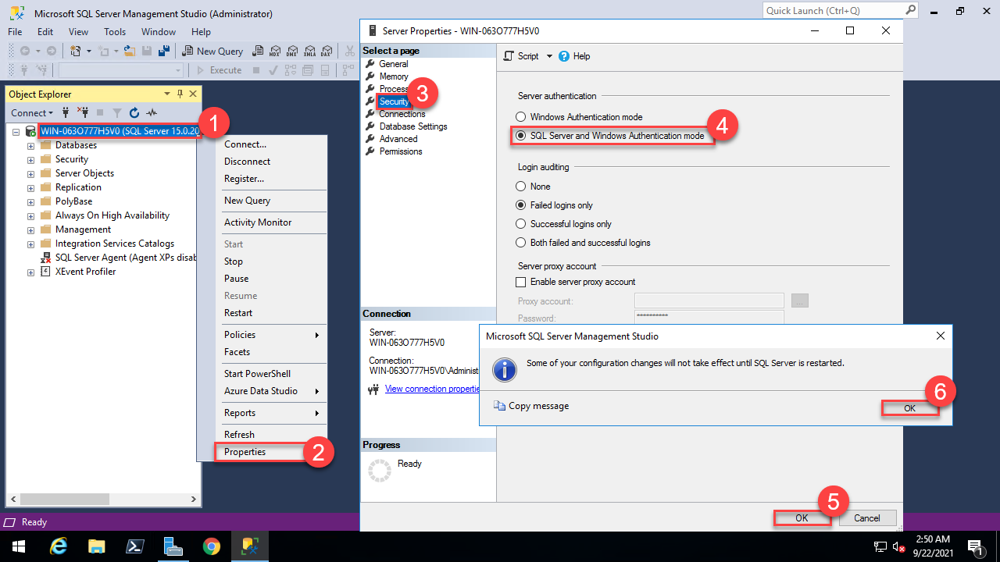 Microsoft SQL Server Management Studio (Administrator)
Quick Launch (Ctrl+Q)
File Edit View Tools Window Help
New Query
MDX DMX XMLA DAX
Execute
Object Explorer
Connect
WIN-063O777H5V0 (SQL Server 15.0.20
1
Databases
Security
Server Objects
Replication
PolyBase
Always On High Availability
Management
Integration Services Catalogs
SQL Server Agent (Agent XPs disab
XEvent Profiler
Connect...
Disconnect
Register...
New Query
Activity Monitor
Start
Stop
Pause
Resume
Restart
Policies
Facets
Start PowerShell
Azure Data Studio
Reports
Refresh
Properties
2
Server Properties - WIN-063O777H5V0
Select a page
General
Memory
Process
Security
3
Connections
Database Settings
Advanced
Permissions
Connection
Server:
WIN-063O777H5V0
Connection:
WIN-063O777H5V0\Administ
View connection propertie
Progress
Ready
Script Help
Server authentication
Windows Authentication mode
SQL Server and Windows Authentication mode
4
Login auditing
None
Failed logins only
Successful logins only
Both failed and successful logins
Server proxy account
Enable server proxy account
Proxy account:
...
Password:
**********
Microsoft SQL Server Management Studio
Some of your configuration changes will not take effect until SQL Server is restarted.
Copy message
OK
6
OK
5
Cancel
Ready
2:50 AM
9/22/2021
1